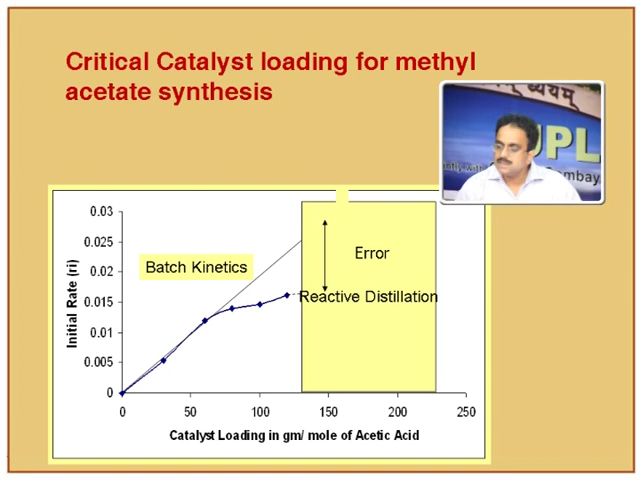 Critical Catalyst loading for methyl
acetate synthesis
UPL
mbay
0.03
0.025
0.02
0.015
0.01
0.005
0
Initial Rate (ri)
Batch Kinetics
Error
Reactive Distillation
0 50 100 150 200 250
Catalyst Loading in gm/ mole of Acetic Acid